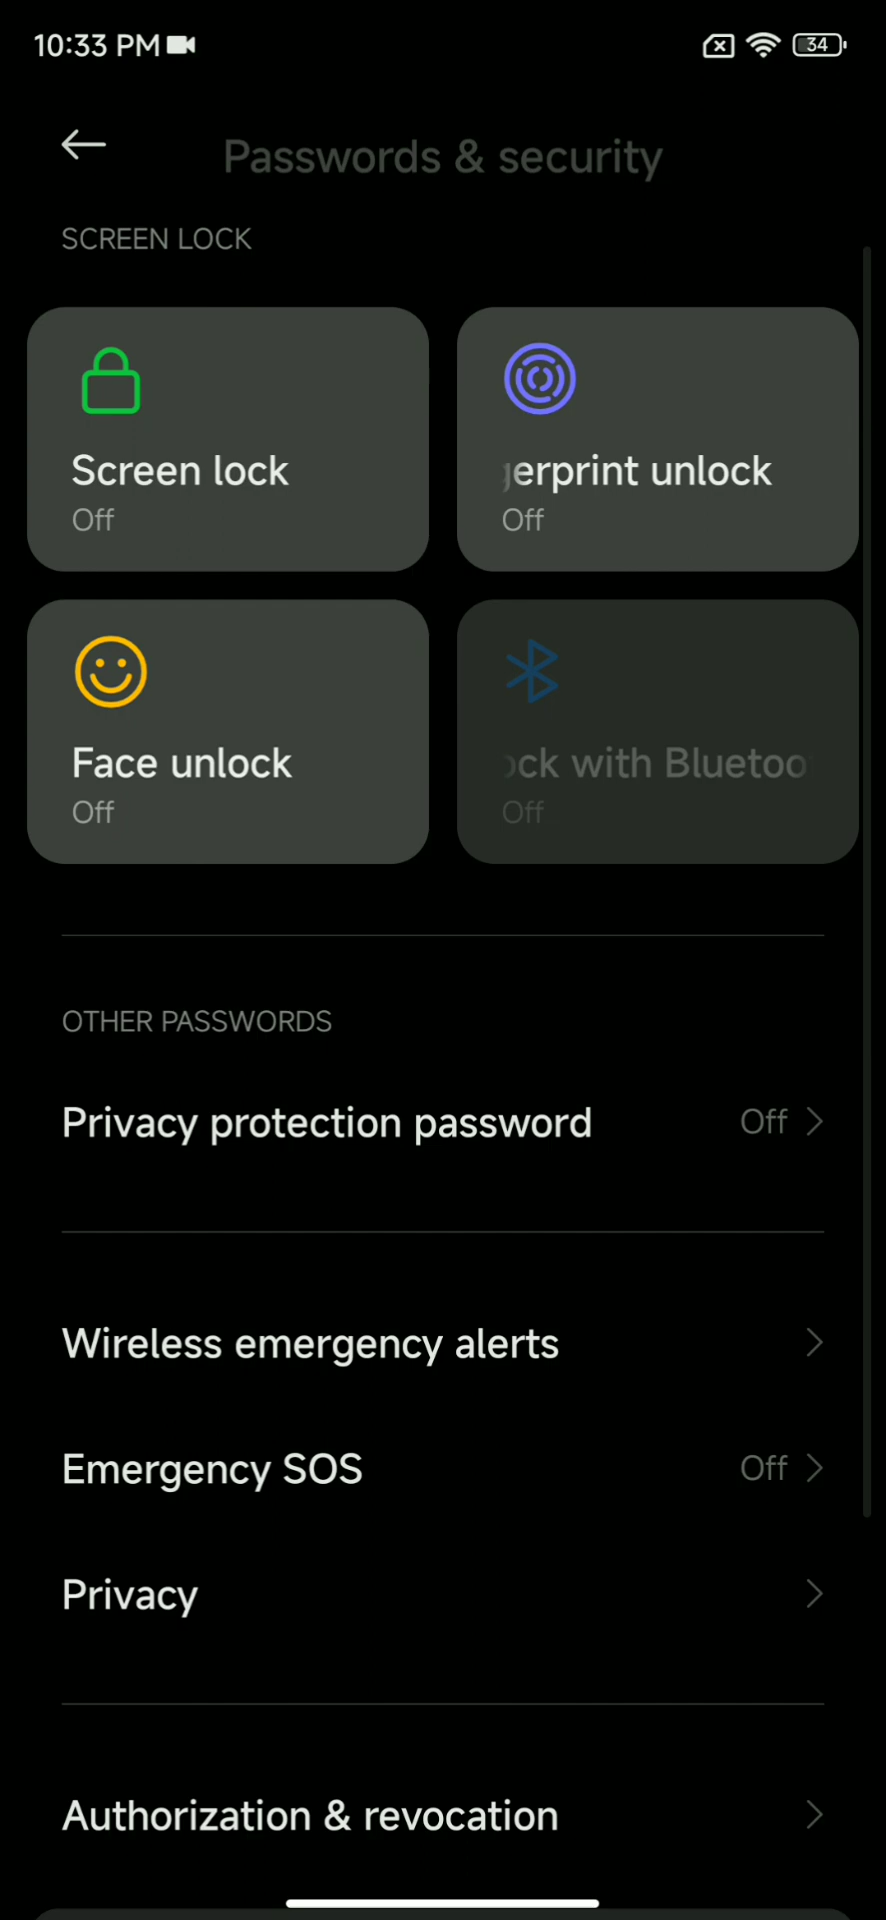 10:33 PM
34
Passwords & security
SCREEN LOCK
Screen lock
Off
erprint unlock
Off
Face unlock
Off
ock with Bluetoo
Off
OTHER PASSWORDS
Privacy protection password
Off
Wireless emergency alerts
Emergency SOS
Off
Privacy
Authorization & revocation